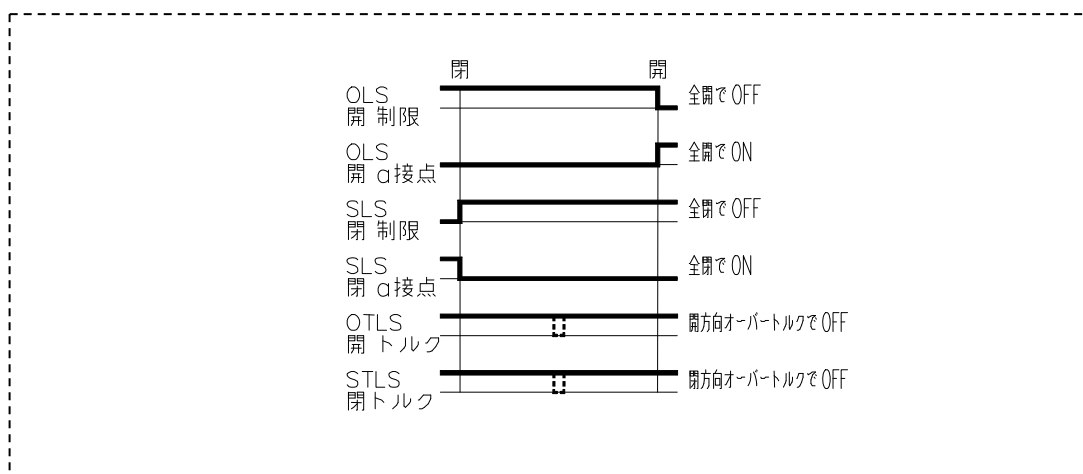 閉 開
OLS
開 制限
全開で OFF
OLS
開 a接点
全開で ON
SLS
閉 制限
全閉で OFF
SLS
閉 a接点
全閉で ON
OTLS
開 トルク
開方向オーバートルクで OFF
STLS
閉トルク
閉方向オーバートルクで OFF